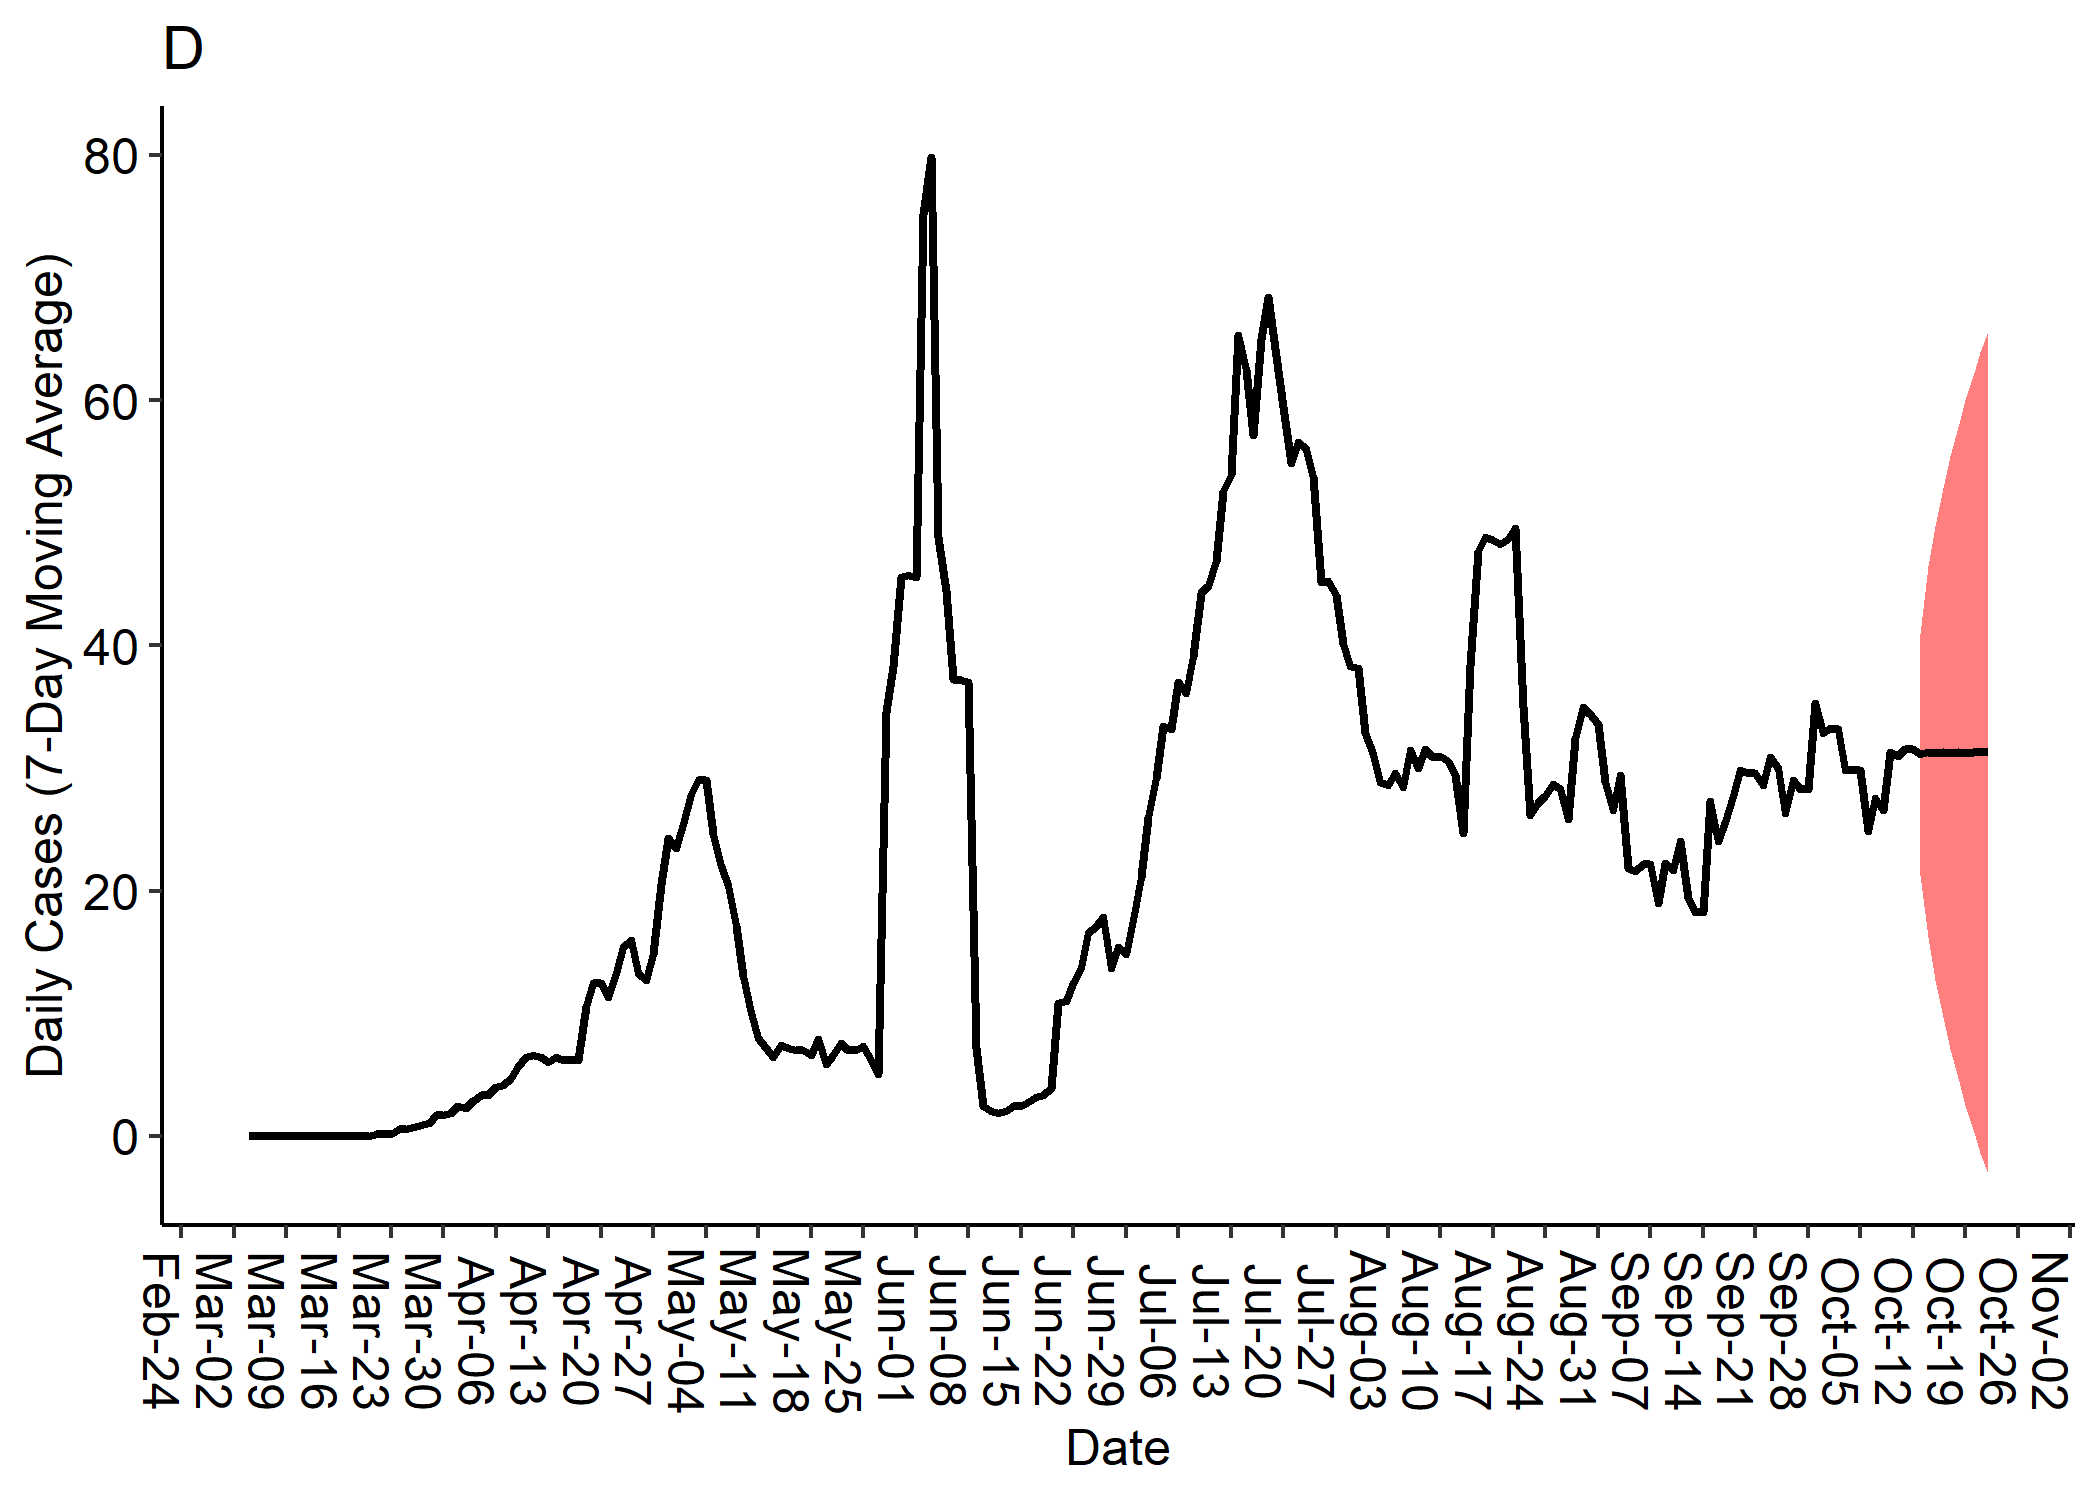 D
Daily Cases (7-Day Moving Average)
80
60
40
20
0
Feb-24
Mar-02
Mar-09
Mar-16
Mar-23
Mar-30
Apr-06
Apr-13
Apr-20
Apr-27
May-04
May-11
May-18
May-25
Jun-01
Jun-08
Jun-15
Jun-22
Jun-29
Jul-06
Jul-13
Jul-20
Jul-27
Aug-03
Aug-10
Aug-17
Aug-24
Aug-31
Sep-07
Sep-14
Sep-21
Sep-28
Oct-05
Oct-12
Oct-19
Oct-26
Nov-02
Date